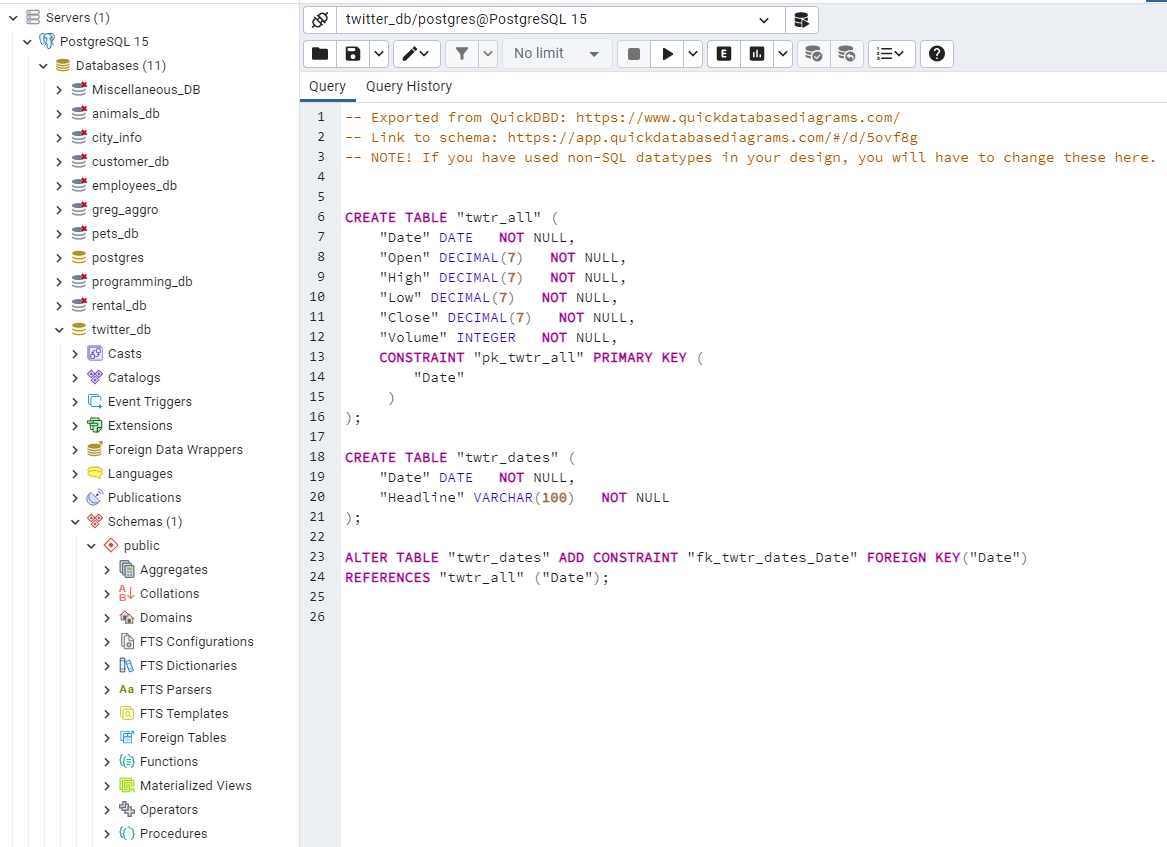 Servers (1)
PostgreSQL 15
Databases (11)
Miscellaneous_DB
animals_db
city_info
customer_db
employees_db
greg_aggro
pets_db
postgres
programming_db
rental_db
twitter_db
Casts
Catalogs
Event Triggers
Extensions
Foreign Data Wrappers
Languages
Publications
Schemas (1)
public
Aggregates
Collations
Domains
FTS Configurations
FTS Dictionaries
Aa FTS Parsers
FTS Templates
Foreign Tables
Functions
Materialized Views
Operators
Procedures
twitter_db/postgres@PostgreSQL 15
No limit
E
Query Query History
1 -- Exported from QuickDBD: https://www.quickdatabasediagrams.com/
2 -- Link to schema: https://app.quickdatabasediagrams.com/#/d/5ovf8g
3 -- NOTE! If you have used non-SQL datatypes in your design, you will have to change these here.
4
5
6 CREATE TABLE "twtr_all" (
7     "Date" DATE   NOT NULL,
8     "Open" DECIMAL(7)   NOT NULL,
9     "High" DECIMAL(7)   NOT NULL,
10     "Low" DECIMAL(7)   NOT NULL,
11     "Close" DECIMAL(7)   NOT NULL,
12     "Volume" INTEGER   NOT NULL,
13     CONSTRAINT "pk_twtr_all" PRIMARY KEY (
14         "Date"
15      )
16 );
17
18 CREATE TABLE "twtr_dates" (
19     "Date" DATE   NOT NULL,
20     "Headline" VARCHAR(100)   NOT NULL
21 );
22
23 ALTER TABLE "twtr_dates" ADD CONSTRAINT "fk_twtr_dates_Date" FOREIGN KEY("Date")
24 REFERENCES "twtr_all" ("Date");
25
26